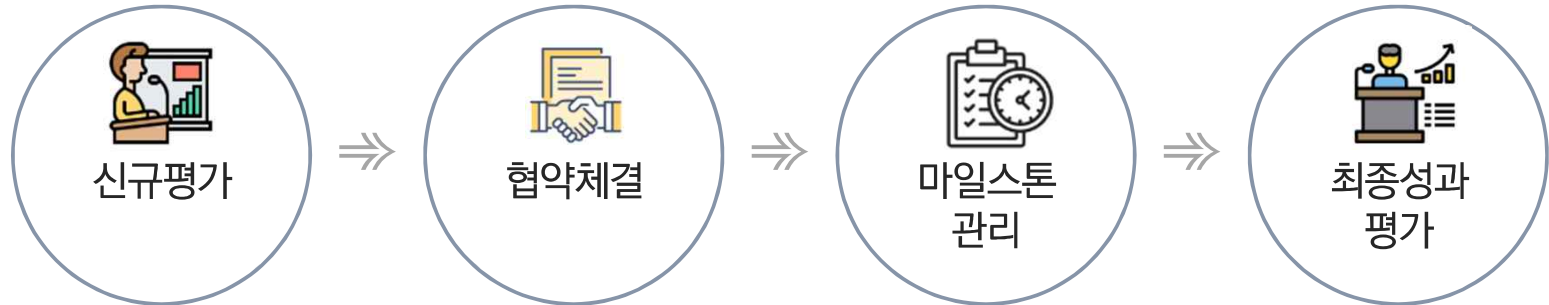 신규평가
협약체결
마일스톤
관리
최종성과
평가